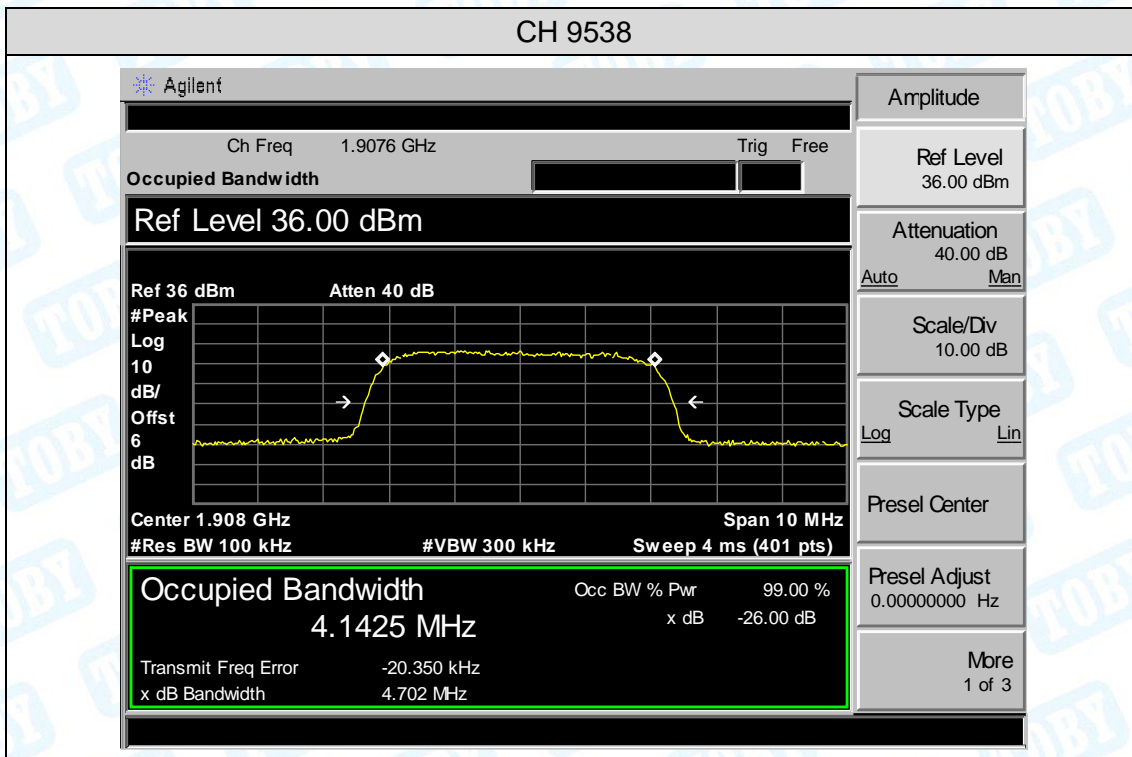 CH 9538
Agilent
Amplitude
Ch Freq 1.9076 GHz Trig Free
Occupied Bandwidth
Ref Level
36.00 dBm
Ref Level 36.00 dBm
Attenuation
40.00 dB
Auto Man
Ref 36 dBm Atten 40 dB
#Peak
Log
10
dB/
Offst
6
dB
Scale/Div
10.00 dB
Scale Type
Log Lin
Presel Center
Center 1.908 GHz Span 10 MHz
#Res BW 100 kHz #VBW 300 kHz Sweep 4 ms (401 pts)
Occupied Bandwidth Occ BW % Pwr 99.00 %
4.1425 MHz x dB -26.00 dB
Presel Adjust
0.00000000 Hz
Transmit Freq Error -20.350 kHz
x dB Bandwidth 4.702 MHz
More
1 of 3
TOBY